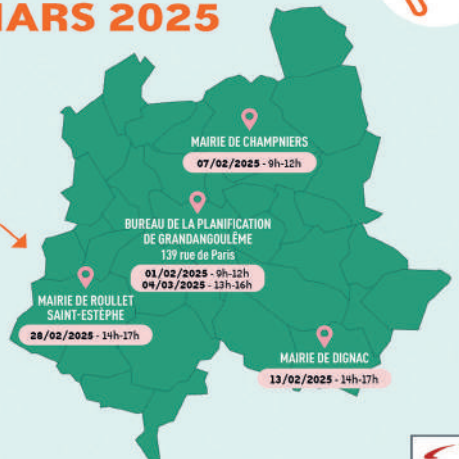 MARS 2025
MAIRIE DE CHAMPNIERS
07/02/2025 - 9h-12h
BUREAU DE LA PLANIFICATION
DE GRANDANGOULÊME
139 rue de Paris
01/02/2025 - 9h-12h
04/03/2025 - 13h-16h
MAIRIE DE ROULLET
SAINT-ESTÈPHE
28/02/2025 - 14h-17h
MAIRIE DE DIGNAC
13/02/2025 - 14h-17h